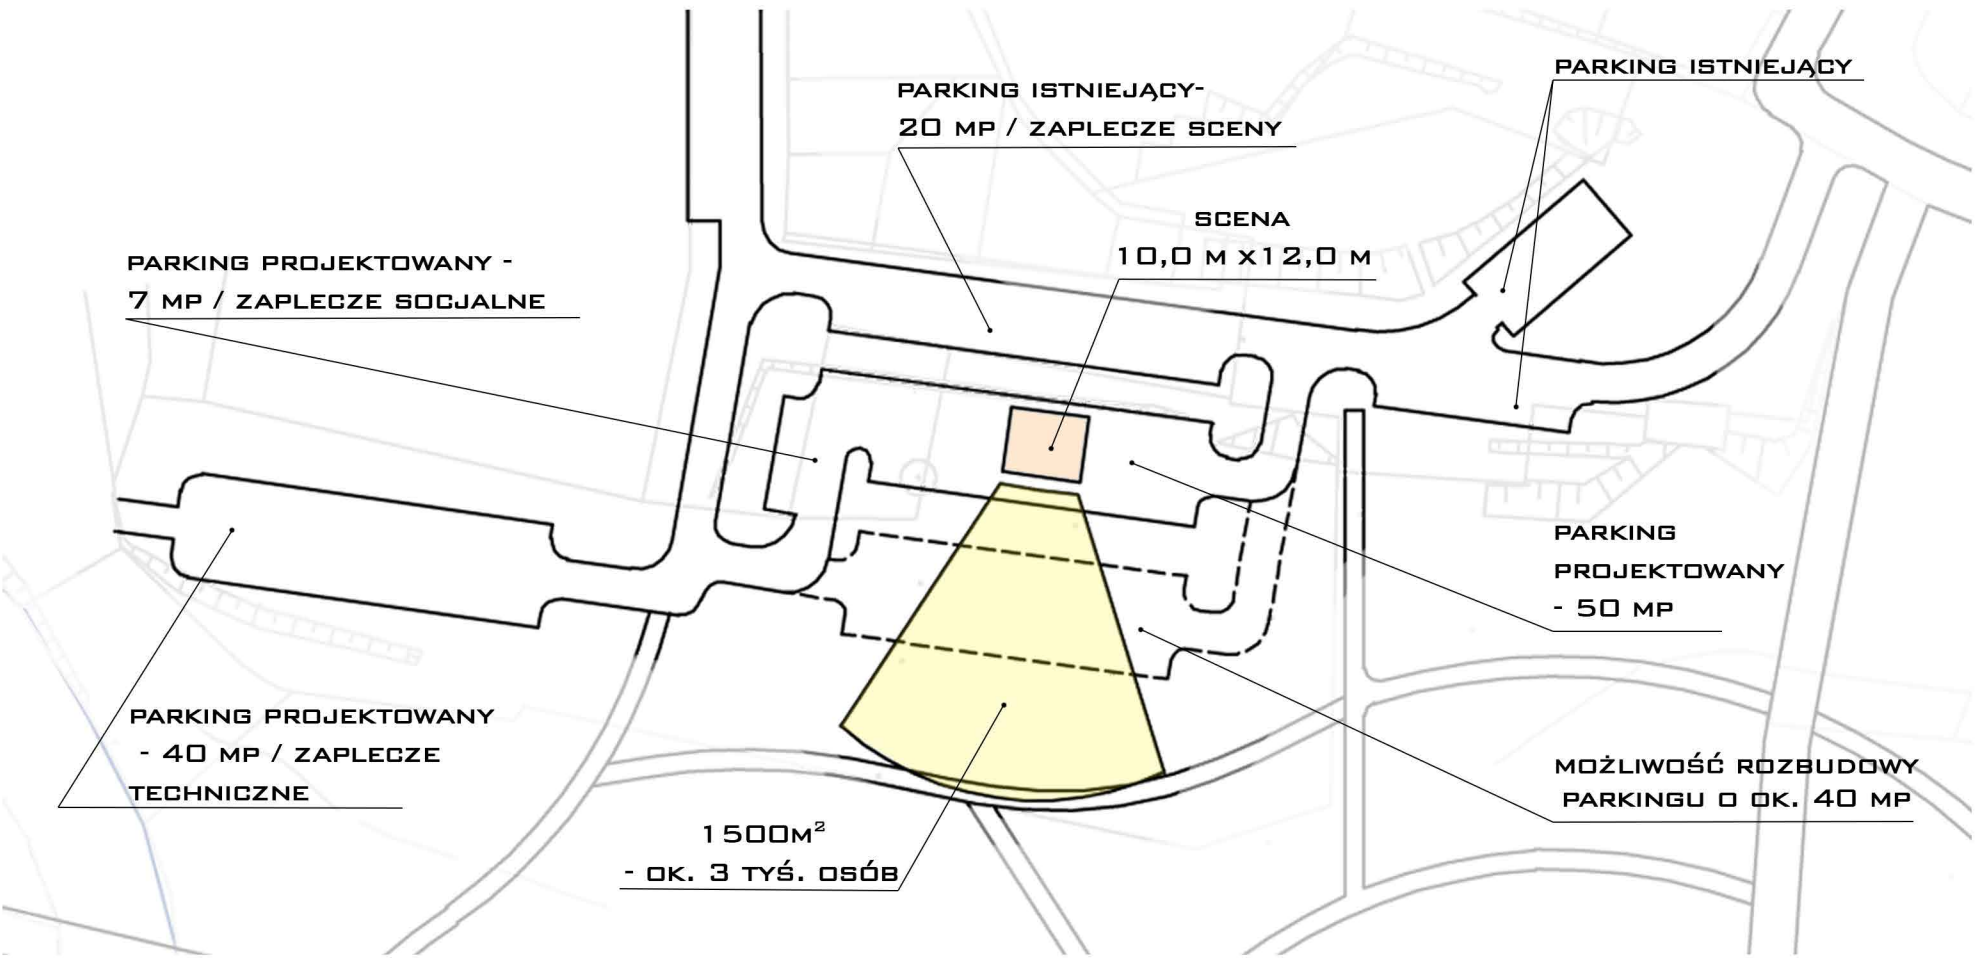 PARKING ISTNIEJĄCY
PARKING ISTNIEJĄCY-
20 MP / ZAPLECZE SCENY
SCENA
10,0 M X12,0 M
PARKING PROJEKTOWANY -
7 MP / ZAPLECZE SOCJALNE
PARKING
PROJEKTOWANY
- 50 MP
PARKING PROJEKTOWANY
- 40 MP / ZAPLECZE
TECHNICZNE
MOŻLIWOŚĆ ROZBUDOWY
PARKINGU O OK. 40 MP
1500M²
- OK. 3 TYŚ. OSÓB